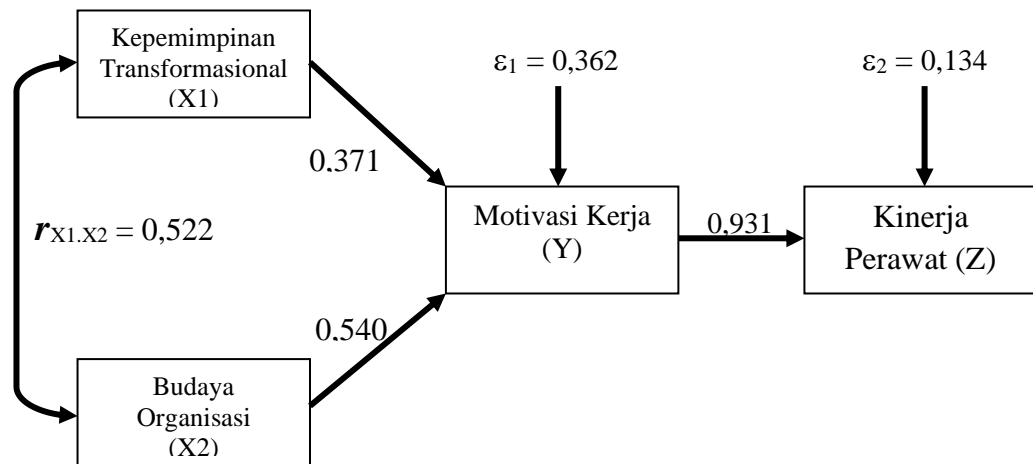 Kepemimpinan
Transformasional
(X1)
ε1 = 0,362
ε2 = 0,134
0,371
rX1.X2 = 0,522
Motivasi Kerja
(Y)
0,931
Kinerja
Perawat (Z)
0,540
Budaya
Organisasi
(X2)